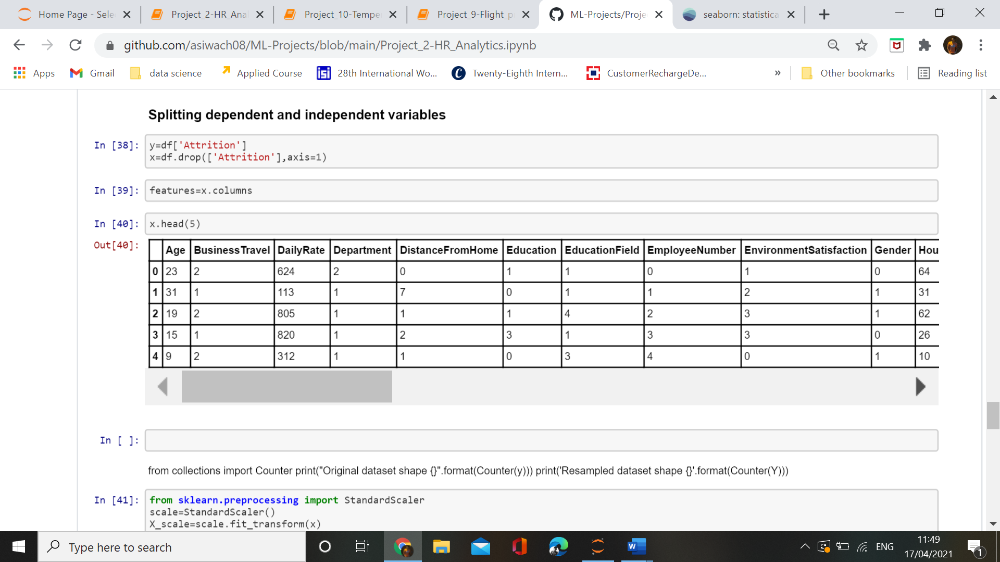 Home Page - Sele
Project_2-HR_Anal
Project_10-Tempe
Project_9-Flight_p
ML-Projects/Proje
seaborn: statistica
github.com/asiwach08/ML-Projects/blob/main/Project_2-HR_Analytics.ipynb
Apps
Gmail
data science
Applied Course
28th International Wo...
Twenty-Eighth Intern...
CustomerRechargeDe...
»
Other bookmarks
Reading list
Splitting dependent and independent variables
In [38]: y=df['Attrition']
x=df.drop(['Attrition'],axis=1)
In [39]: features=x.columns
In [40]: x.head(5)
Out[40]:
Age BusinessTravel DailyRate Department DistanceFromHome Education EducationField EmployeeNumber EnvironmentSatisfaction Gender Hou
0 23 2 624 2 0 1 1 0 1 0 64
1 31 1 113 1 7 0 1 1 2 1 31
2 19 2 805 1 1 1 4 2 3 1 62
3 15 1 820 1 2 3 1 3 3 0 26
4 9 2 312 1 1 0 3 4 0 1 10
In [ ]:
from collections import Counter print("Original dataset shape {}".format(Counter(y))) print('Resampled dataset shape {}'.format(Counter(Y)))
In [41]: from sklearn.preprocessing import StandardScaler
scale=StandardScaler()
X_scale=scale.fit_transform(x)
Type here to search
ENG
11:49
17/04/2021
1